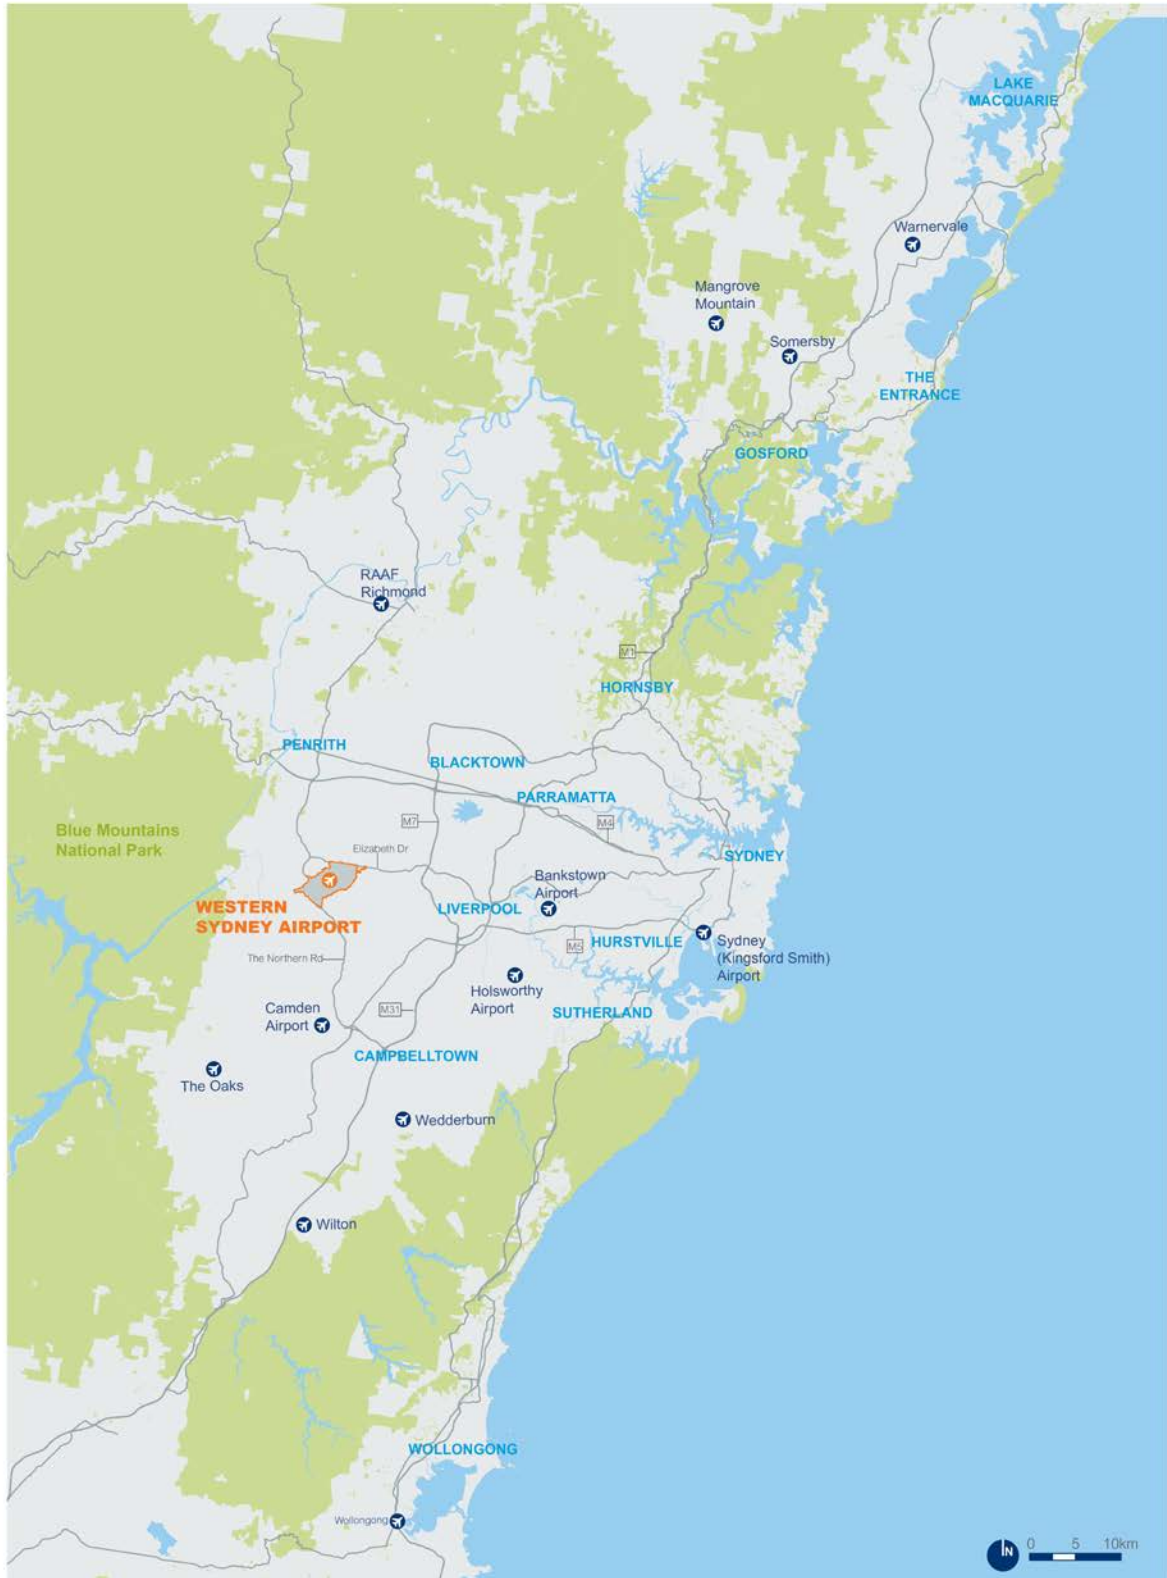 LAKE
MACQUARIE
Warnervale
Mangrove
Mountain
Somersby
THE
ENTRANCE
GOSFORD
RAAF
Richmond
M1
HORNSBY
PENRITH
BLACKTOWN
PARRAMATTA
M7
M4
Blue Mountains
National Park
Elizabeth Dr
SYDNEY
Bankstown
Airport
WESTERN
SYDNEY AIRPORT
LIVERPOOL
HURSTVILLE
M5
Sydney
(Kingsford Smith)
Airport
The Northern Rd
Holsworthy
Airport
Camden
Airport
M31
SUTHERLAND
CAMPBELLTOWN
The Oaks
Wedderburn
Wilton
WOLLONGONG
Wollongong
N
0 5 10km